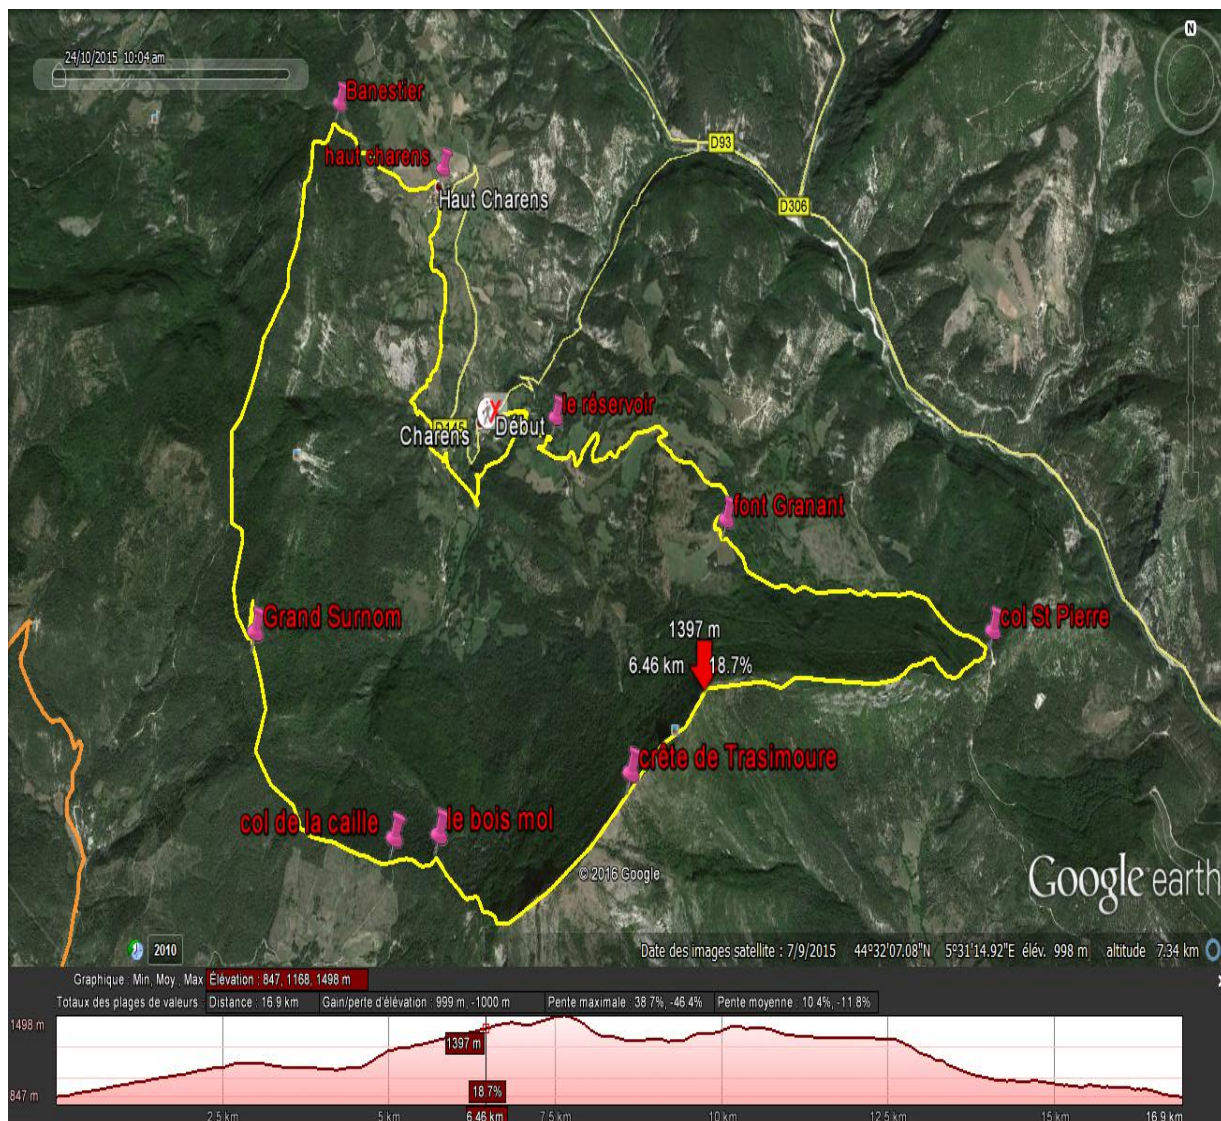 N
24/10/2015 10:04 am
Banestier
D93
haut charens
Haut Charens
D306
le réservoir
Charens
Début
font Granant
Grand Surnom
col St Pierre
1397 m
6.46 km
18.7%
crête de Trasimoure
col de la caille
le bois mol
© 2016 Google
Google earth
2010
Date des images satellite : 7/9/2015 44°32'07.08"N 5°31'14.92"E élév. 998 m altitude 7.34 km
Graphique : Min, Moy, Max Élévation : 847, 1168, 1498 m
Totaux des plages de valeurs : Distance : 16.9 km Gain/perte d'élévation : 999 m, -1000 m Pente maximale : 38.7%, -46.4% Pente moyenne : 10.4%, -11.8%
1498 m
1397 m
847 m
18.7%
2.5 km 5 km 6.46 km 7.5 km 10 km 12.5 km 15 km 16.9 km